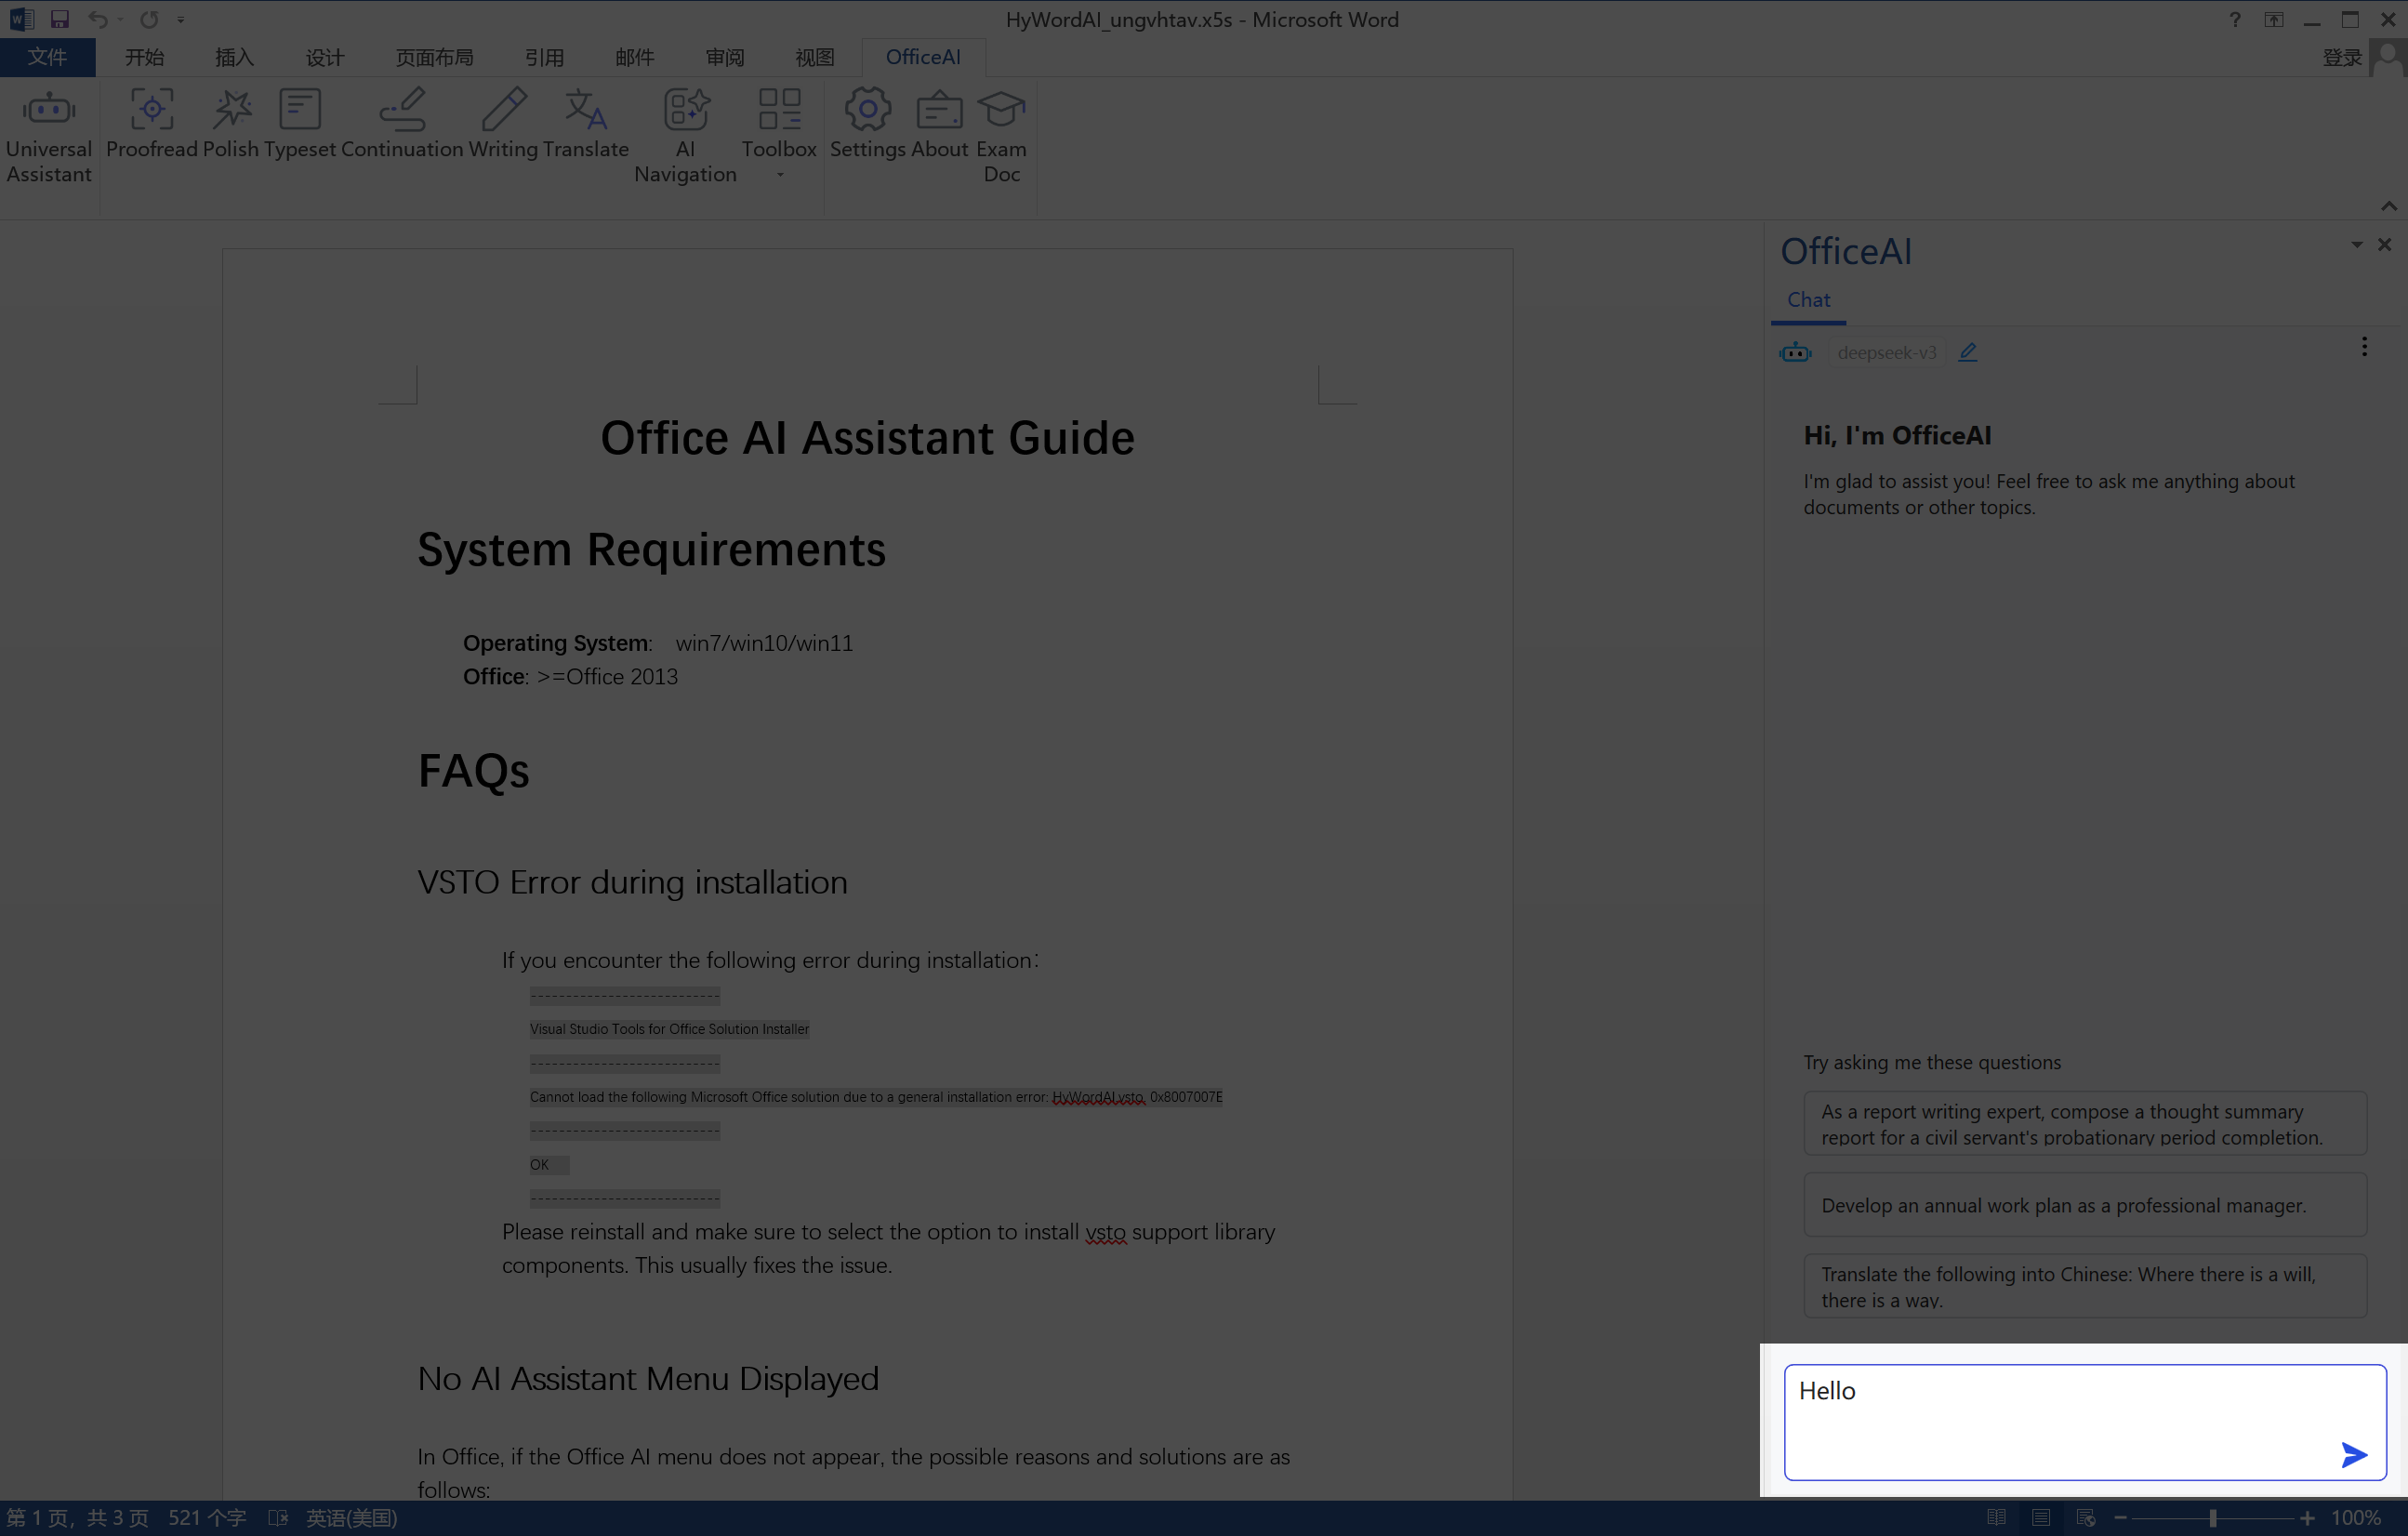 HyWordAI_ungvhtav.x5s - Microsoft Word
文件 开始 插入 设计 页面布局 引用 邮件 审阅 视图 OfficeAI 登录
Universal Assistant
Proofread
Polish
Typeset
Continuation
Writing
Translate
AI Navigation
Toolbox
Settings
About
Exam Doc
Office AI Assistant Guide
System Requirements
Operating System: win7/win10/win11
Office: >=Office 2013
FAQs
VSTO Error during installation
If you encounter the following error during installation：
---------------------------
Visual Studio Tools for Office Solution Installer
---------------------------
Cannot load the following Microsoft Office solution due to a general installation error: HyWordAI.vsto, 0x8007007E
---------------------------
OK
---------------------------
Please reinstall and make sure to select the option to install vsto support library
components. This usually fixes the issue.
No AI Assistant Menu Displayed
In Office, if the Office AI menu does not appear, the possible reasons and solutions are as
follows:
OfficeAI
Chat
deepseek-v3
Hi, I'm OfficeAI
I'm glad to assist you! Feel free to ask me anything about
documents or other topics.
Try asking me these questions
As a report writing expert, compose a thought summary
report for a civil servant's probationary period completion.
Develop an annual work plan as a professional manager.
Translate the following into Chinese: Where there is a will,
there is a way.
Hello
第 1 页，共 3 页 521 个字 英语(美国) 100%